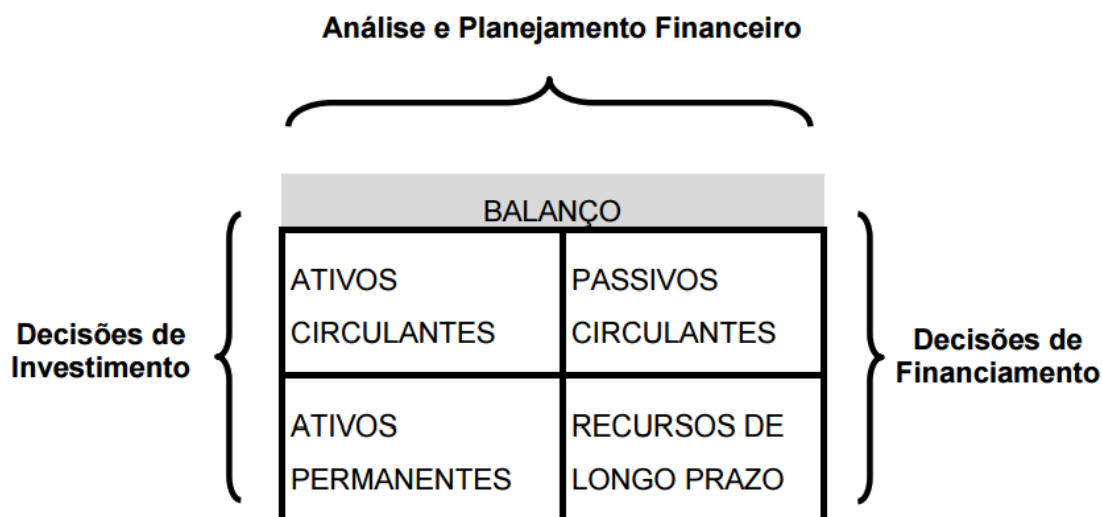 Análise e Planejamento Financeiro
BALANÇO
Decisões de
Investimento
ATIVOS
CIRCULANTES
PASSIVOS
CIRCULANTES
ATIVOS
PERMANENTES
RECURSOS DE
LONGO PRAZO
Decisões de
Financiamento